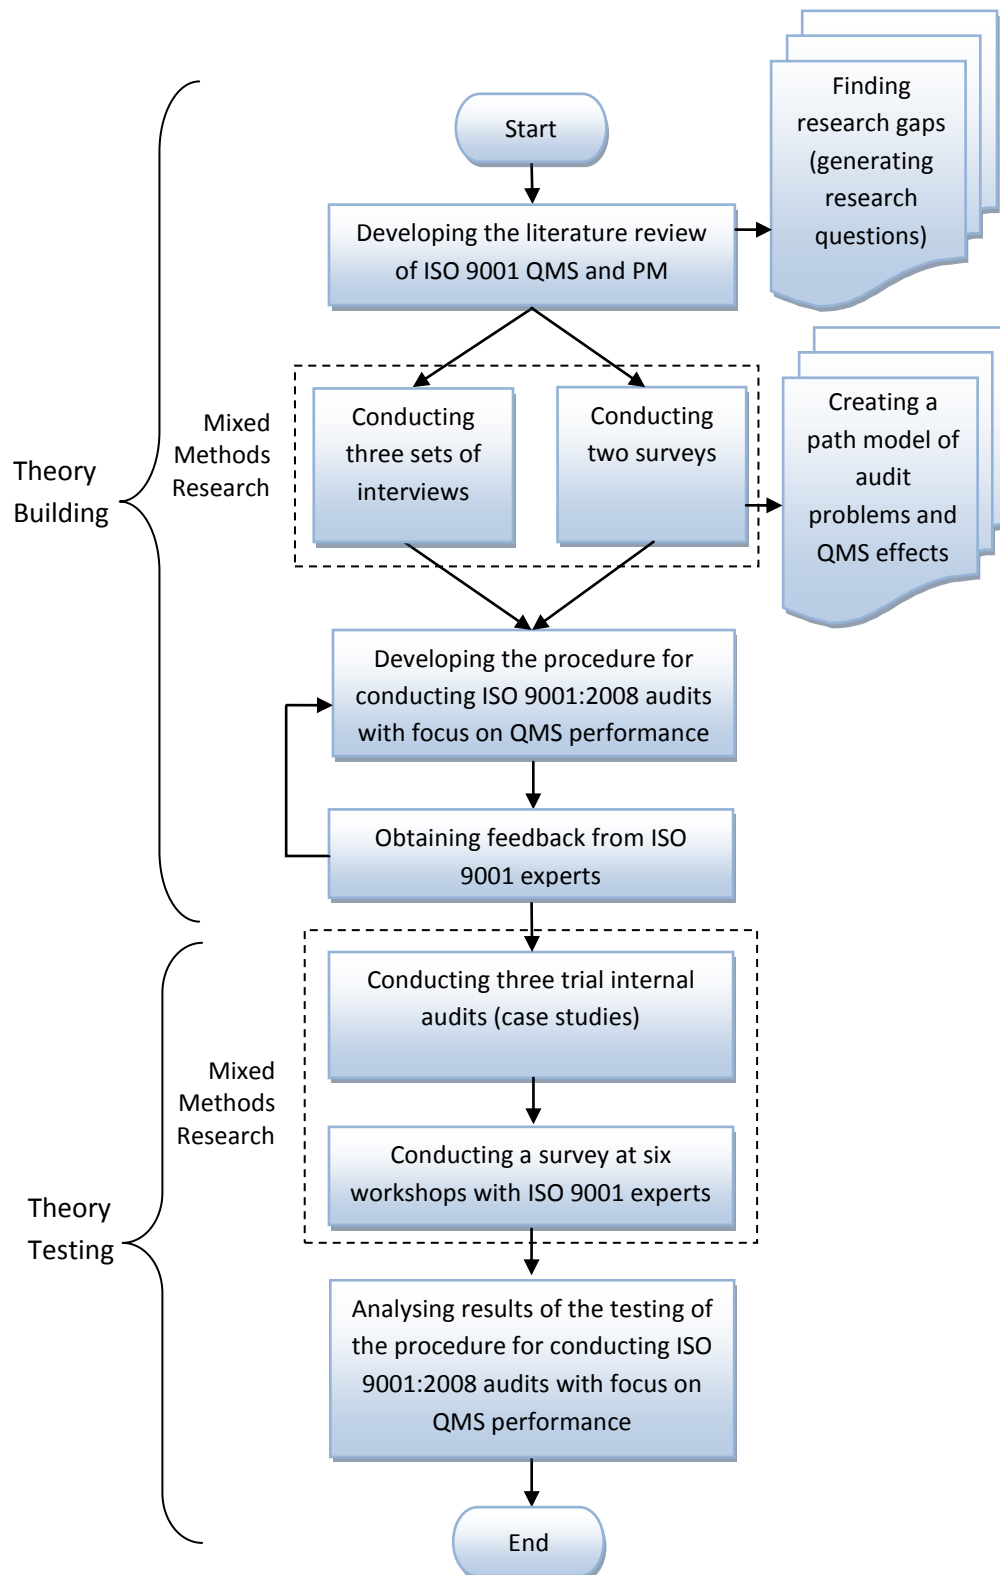 Start
Finding
research gaps
(generating
research
questions)
Developing the literature review
of ISO 9001 QMS and PM
Mixed
Methods
Research
Conducting
three sets of
interviews
Conducting
two surveys
Creating a
path model of
audit
problems and
QMS effects
Theory
Building
Developing the procedure for
conducting ISO 9001:2008 audits
with focus on QMS performance
Obtaining feedback from ISO
9001 experts
Conducting three trial internal
audits (case studies)
Mixed
Methods
Research
Conducting a survey at six
workshops with ISO 9001 experts
Theory
Testing
Analysing results of the testing of
the procedure for conducting ISO
9001:2008 audits with focus on
QMS performance
End